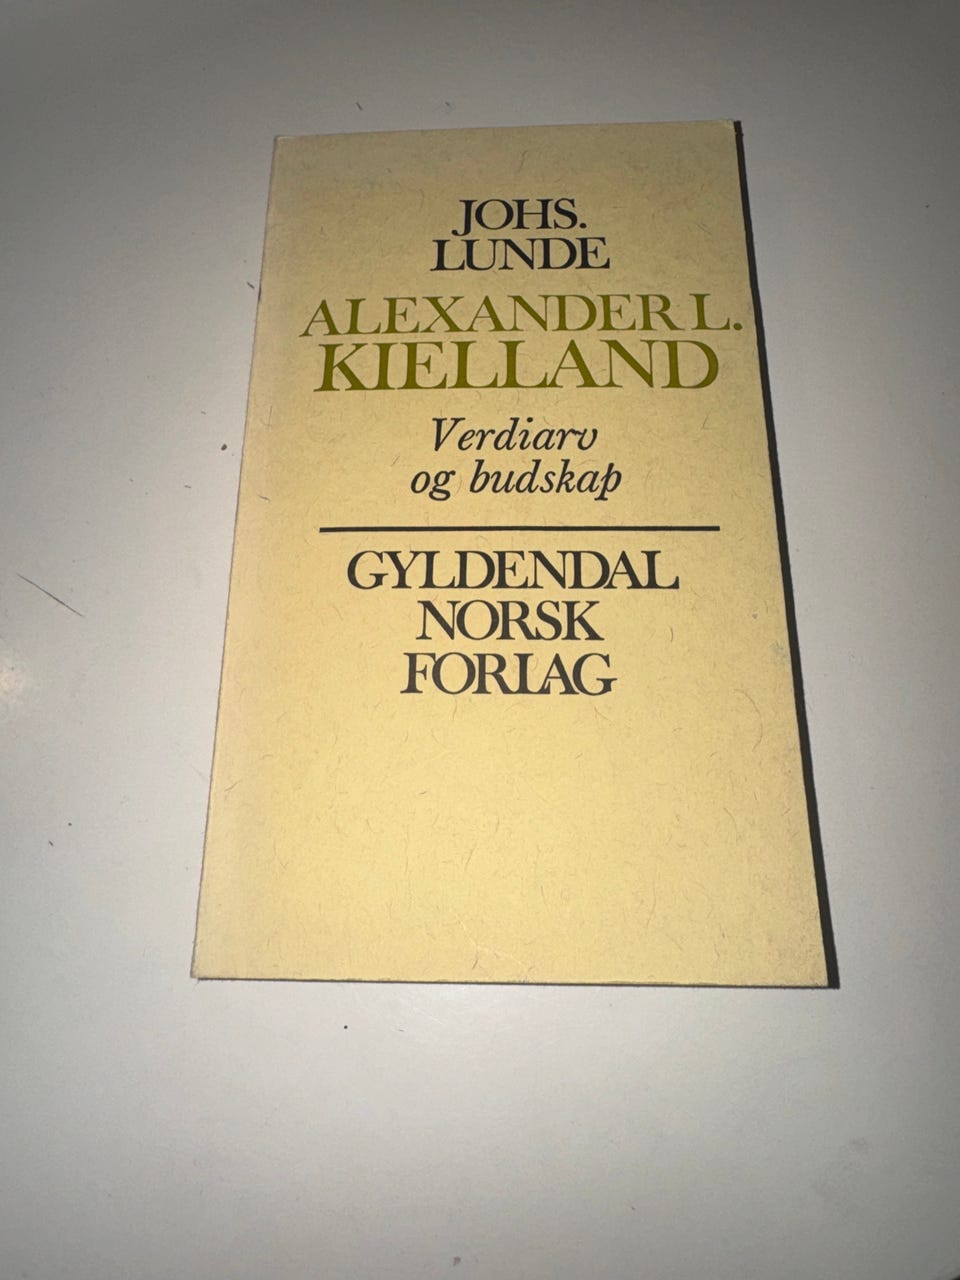 JOHS.
LUNDE
ALEXANDER L.
KIELLAND
Verdiarv
og budskap
GYLDENDAL
NORSK
FORLAG